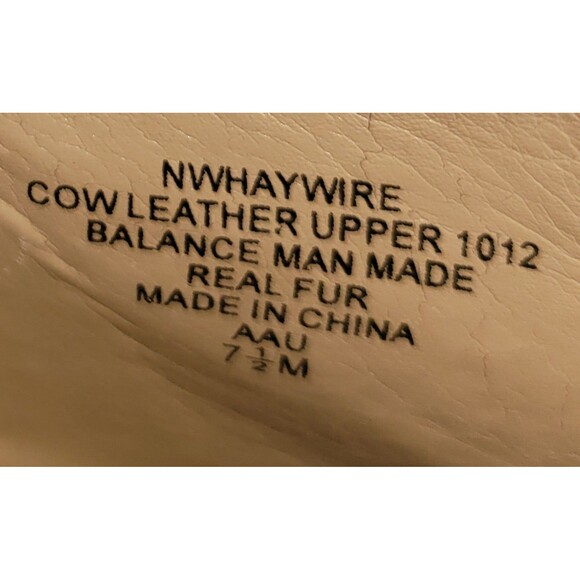 NWHAYWIRE
COW LEATHER UPPER 1012
BALANCE MAN MADE
REAL FUR
MADE IN CHINA
AAU
7 ½ M